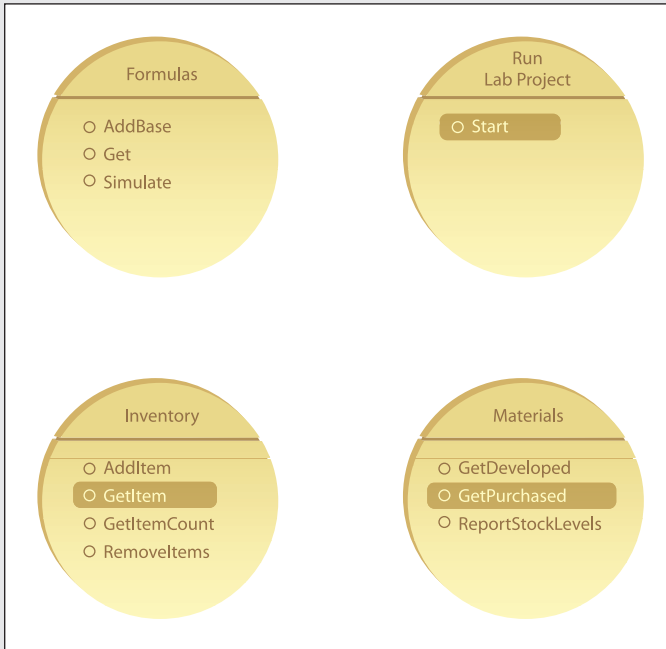 Formulas
AddBase
Get
Simulate
Run
Lab Project
Start
Inventory
AddItem
GetItem
GetItemCount
RemoveItems
Materials
GetDeveloped
GetPurchased
ReportStockLevels